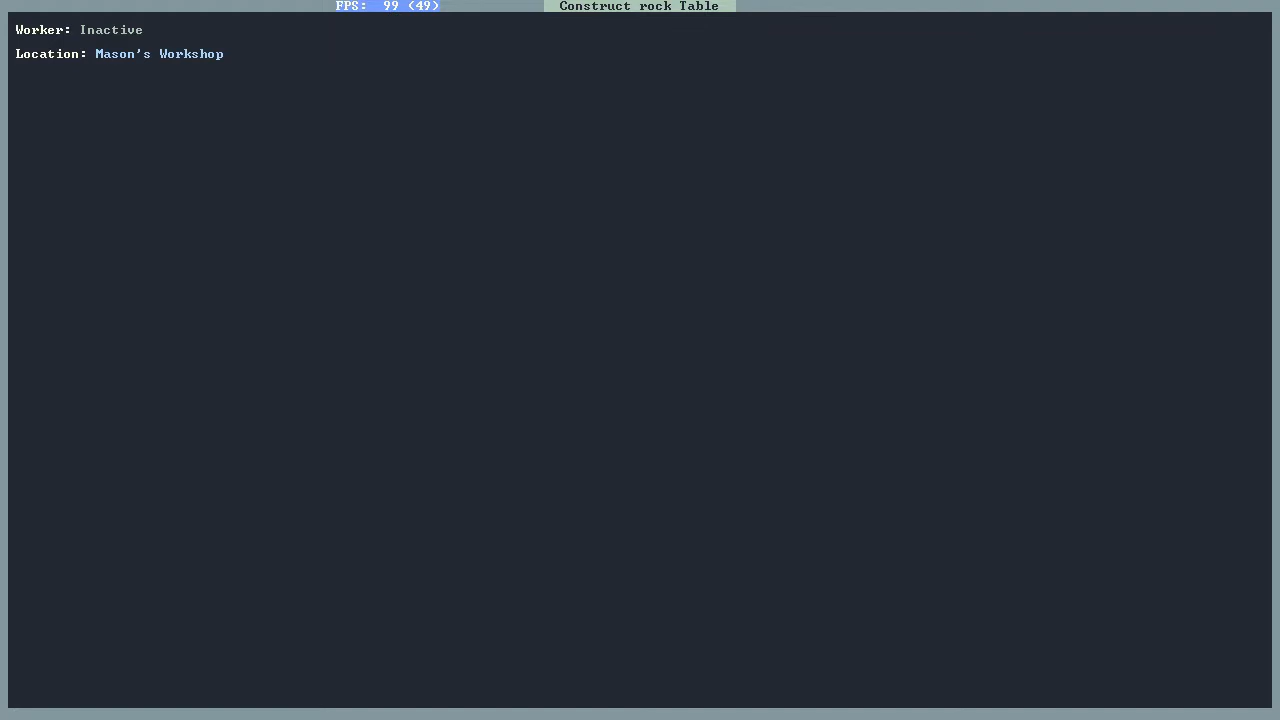 FPS:  99 (49)
Construct rock Table
Worker: Inactive
Location: Mason's Workshop